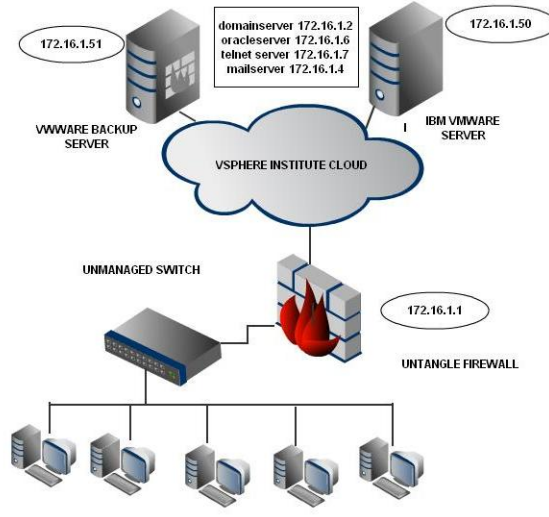 172.16.1.51
domainserver 172.16.1.2
oracleserver 172.16.1.6
telnet server 172.16.1.7
mailserver 172.16.1.4
172.16.1.50
VMWARE BACKUP
SERVER
IBM VMWARE
SERVER
VSPHERE INSTITUTE CLOUD
UNMANAGED SWITCH
172.16.1.1
UNTANGLE FIREWALL